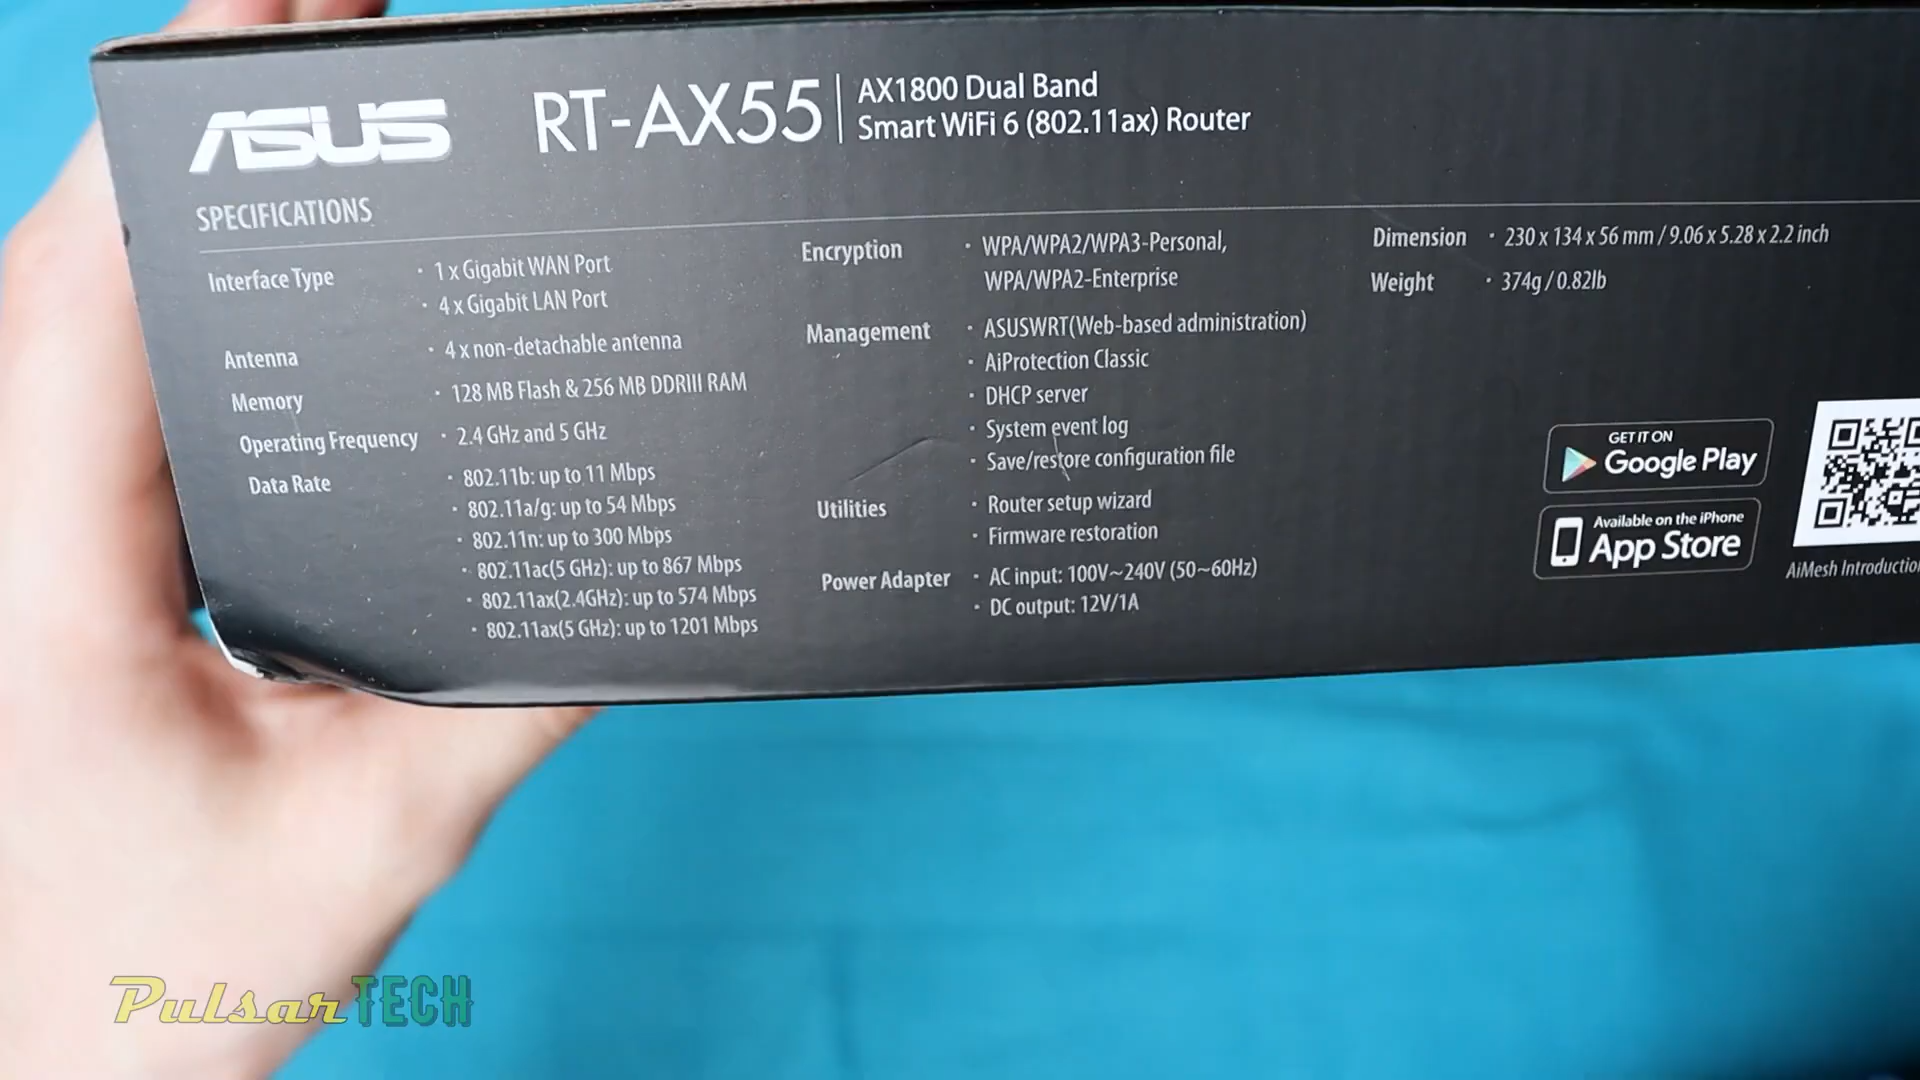 ASUS
RT-AX55
AX1800 Dual Band
Smart WiFi 6 (802.11ax) Router
SPECIFICATIONS
Interface Type
· 1 x Gigabit WAN Port
· 4 x Gigabit LAN Port
Antenna
· 4 x non-detachable antenna
Memory
· 128 MB Flash & 256 MB DDRIII RAM
Operating Frequency
· 2.4 GHz and 5 GHz
Data Rate
· 802.11b: up to 11 Mbps
· 802.11a/g: up to 54 Mbps
· 802.11n: up to 300 Mbps
· 802.11ac(5 GHz): up to 867 Mbps
· 802.11ax(2.4GHz): up to 574 Mbps
· 802.11ax(5 GHz): up to 1201 Mbps
Encryption
· WPA/WPA2/WPA3-Personal,
WPA/WPA2-Enterprise
Management
· ASUSWRT(Web-based administration)
· AiProtection Classic
· DHCP server
· System event log
· Save/restore configuration file
Utilities
· Router setup wizard
· Firmware restoration
Power Adapter
· AC input: 100V~240V (50~60Hz)
· DC output: 12V/1A
Dimension
· 230 x 134 x 56 mm / 9.06 x 5.28 x 2.2 inch
Weight
· 374g / 0.82lb
GET IT ON
Google Play
Available on the iPhone
App Store
AiMesh Introductio
PulsarTECH